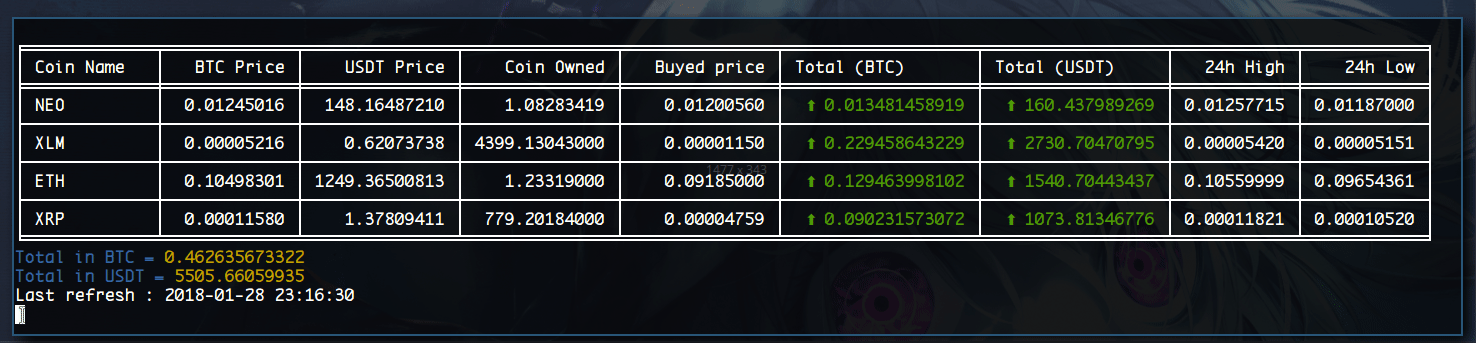 Coin Name BTC Price USDT Price Coin Owned Buyed price Total (BTC) Total (USDT) 24h High 24h Low
NEO 0.01245016 148.16487210 1.08283419 0.01200560 ⬆ 0.013481458919 ⬆ 160.437989269 0.01257715 0.01187000
XLM 0.00005216 0.62073738 4399.13043000 0.00001150 ⬆ 0.229458643229 ⬆ 2730.70470795 0.00005420 0.00005151
1477 x 343
ETH 0.10498301 1249.36500813 1.23319000 0.09185000 ⬆ 0.129463998102 ⬆ 1540.70443437 0.10559999 0.09654361
XRP 0.00011580 1.37809411 779.20184000 0.00004759 ⬆ 0.090231573072 ⬆ 1073.81346776 0.00011821 0.00010520
Total in BTC = 0.462635673322
Total in USDT = 5505.66059935
Last refresh : 2018-01-28 23:16:30